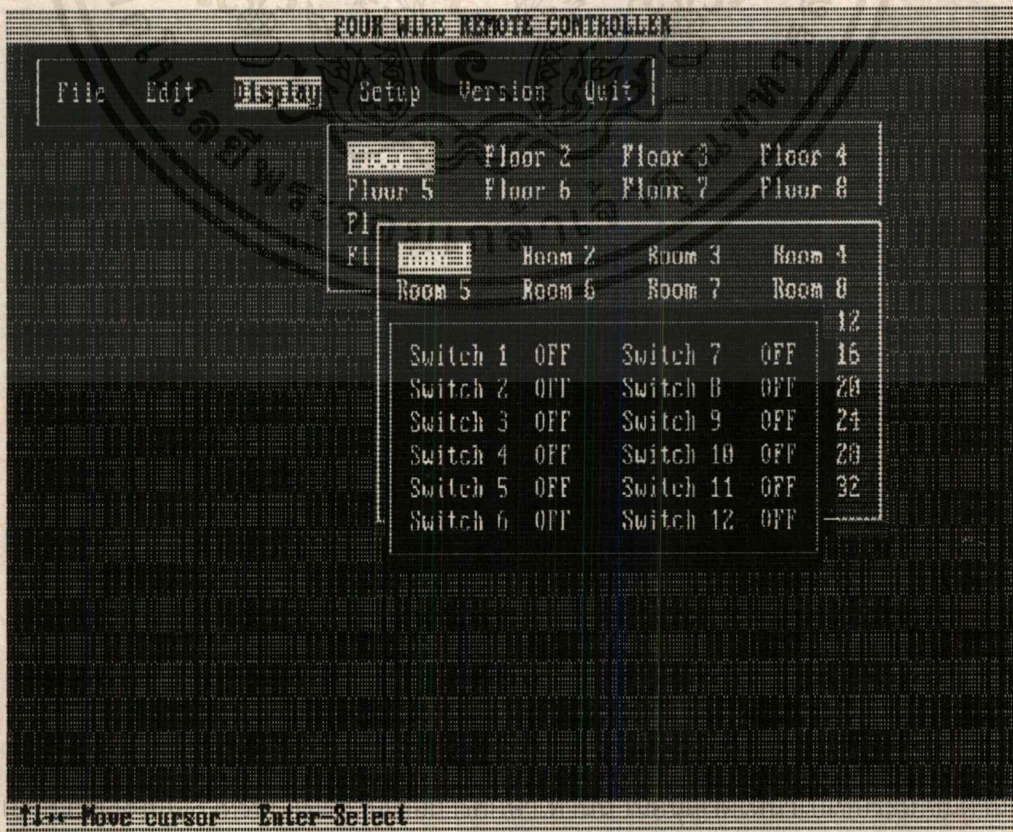 FOUR WIRE REMOTE CONTROLLER
File Edit Display Setup Version Quit
Floor 2 Floor 3 Floor 4
Floor 5 Floor 6 Floor 7 Floor 8
Fl
Fl
Room 2 Room 3 Room 4
Room 5 Room 6 Room 7 Room 8
12
Switch 1 OFF Switch 7 OFF 16
Switch 2 OFF Switch 8 OFF 20
Switch 3 OFF Switch 9 OFF 24
Switch 4 OFF Switch 10 OFF 28
Switch 5 OFF Switch 11 OFF 32
Switch 6 OFF Switch 12 OFF
Move cursor Enter-Select